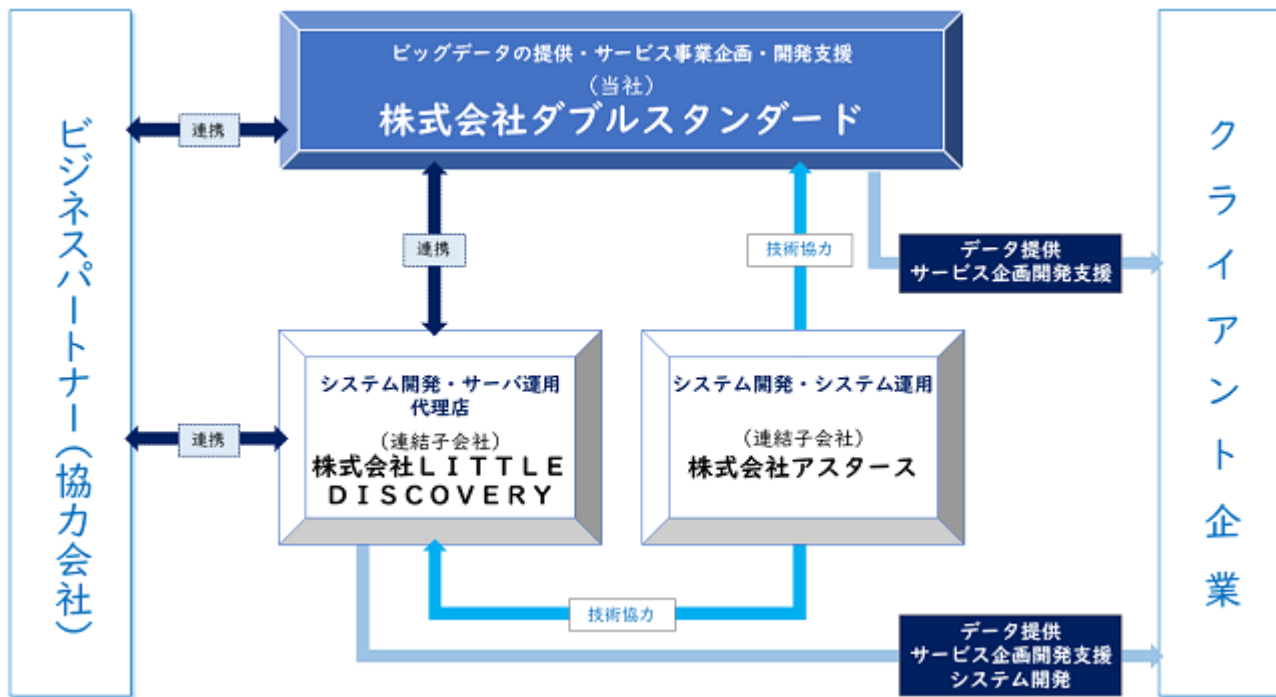 ビジネスパートナー（協力会社）
ビッグデータの提供・サービス事業企画・開発支援
（当社）
株式会社ダブルスタンダード
連携
連携
技術協力
データ提供
サービス企画開発支援
システム開発・サーバ運用
代理店
（連結子会社）
株式会社ＬＩＴＴＬＥ
ＤＩＳＣＯＶＥＲＹ
システム開発・システム運用
（連結子会社）
株式会社アスタース
連携
技術協力
データ提供
サービス企画開発支援
システム開発
クライアント企業